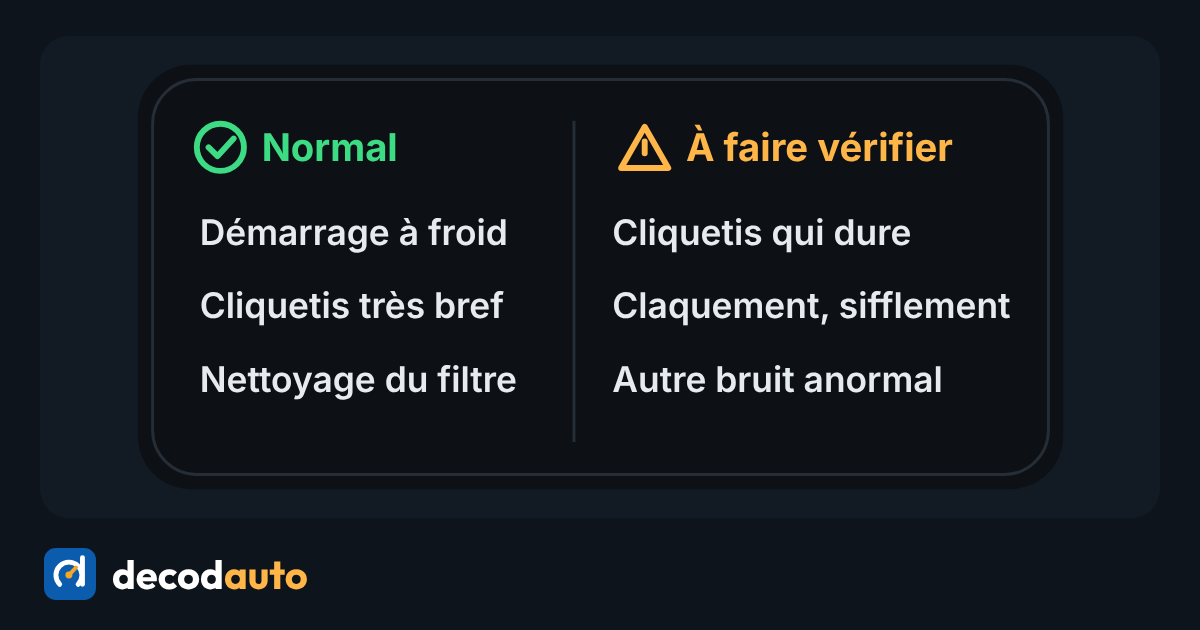 Normal
Démarrage à froid
Cliquetis très bref
Nettoyage du filtre
À faire vérifier
Cliquetis qui dure
Claquement, sifflement
Autre bruit anormal
decodauto